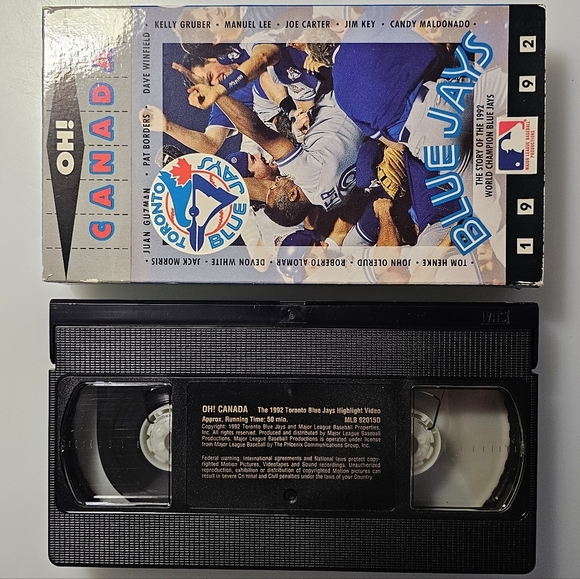 OH!
CANADA
• KELLY GRUBER • MANUEL LEE • JOE CARTER • JIM KEY • CANDY MALDONADO •
JUAN GUZMAN • PAT BORDERS • DAVE WINFIELD
TORONTO
BLUE JAYS
BLUE JAYS
THE STORY OF THE 1992
WORLD CHAMPION BLUE JAYS
MAJOR LEAGUE BASEBALL
PRODUCTIONS
1992
TOM HENKE • JOHN OLERUD • ROBERTO ALOMAR • DEVON WHITE • JACK MORRIS •
VHS
OH! CANADA The 1992 Toronto Blue Jays Highlight Video
Approx. Running Time: 50 min. MLB 92015D
Copyright: 1992 Toronto Blue Jays and Major League Baseball Properties,
Inc. All rights reserved. Produced and distributed by Major League Baseball
Productions. Major League Baseball Productions is operated under license
from Major League Baseball by The PHoenix Communications Group, Inc.
Federal warning: International agreements and National laws protect copy-
righted Motion Pictures, Videotapes and Sound recordings. Unauthorized
reproduction, exhibition or distribution of copyrighted Motion pictures can
result in severe Criminal and Civil penalties under the laws of your Country.